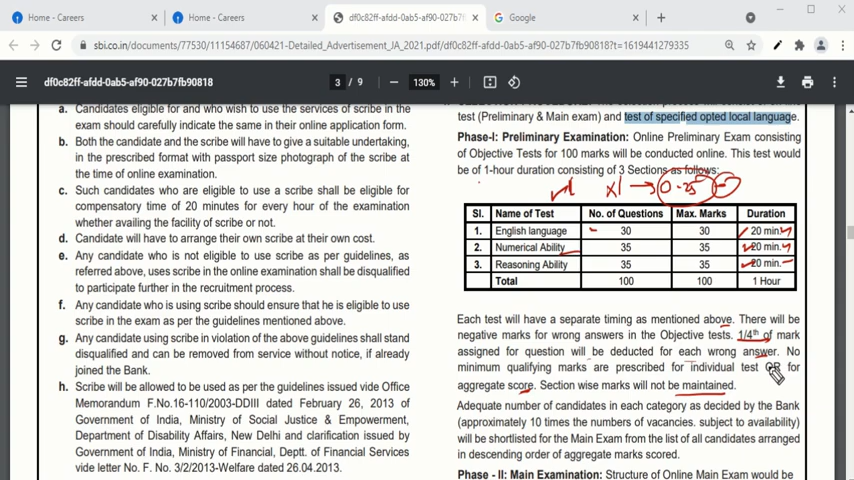 Home - Careers
Home - Careers
df0c82ff-afdd-0ab5-af90-027b7fb
Google
sbi.co.in/documents/77530/11154687/060421-Detailed_Advertisement_JA_2021.pdf/df0c82ff-afdd-0ab5-af90-027b7fb90818?t=1619441279335
df0c82ff-afdd-0ab5-af90-027b7fb90818
3 / 9
130%
a. Candidates eligible for and who wish to use the services of scribe in the
exam should carefully indicate the same in their online application form.
b. Both the candidate and the scribe will have to give a suitable undertaking,
in the prescribed format with passport size photograph of the scribe at
the time of online examination.
c. Such candidates who are eligible to use a scribe shall be eligible for
compensatory time of 20 minutes for every hour of the examination
whether availing the facility of scribe or not.
d. Candidate will have to arrange their own scribe at their own cost.
e. Any candidate who is not eligible to use scribe as per guidelines, as
referred above, uses scribe in the online examination shall be disqualified
to participate further in the recruitment process.
f. Any candidate who is using scribe should ensure that he is eligible to use
scribe in the exam as per the guidelines mentioned above.
g. Any candidate using scribe in violation of the above guidelines shall stand
disqualified and can be removed from service without notice, if already
joined the Bank.
h. Scribe will be allowed to be used as per the guidelines issued vide Office
Memorandum F.No.16-110/2003-DDIII dated February 26, 2013 of
Government of India, Ministry of Social Justice & Empowerment,
Department of Disability Affairs, New Delhi and clarification issued by
Government of India, Ministry of Finance, Deptt. of Financial Services
vide letter No. F. No. 3/2/2013-Welfare dated 26.04.2013.
test (Preliminary & Main exam) and test of specified opted local language.
Phase-I: Preliminary Examination: Online Preliminary Exam consisting
of Objective Tests for 100 marks will be conducted online. This test would
be of 1-hour duration consisting of 3 Sections as follows:
x1 → 0.25
Sl. Name of Test No. of Questions Max. Marks Duration
1. English language 30 30 20 min.
2. Numerical Ability 35 35 20 min.
3. Reasoning Ability 35 35 20 min.
Total 100 100 1 Hour
Each test will have a separate timing as mentioned above. There will be
negative marks for wrong answers in the Objective tests. 1/4th of mark
assigned for question will be deducted for each wrong answer. No
minimum qualifying marks are prescribed for individual test OR for
aggregate score. Section wise marks will not be maintained.
Adequate number of candidates in each category as decided by the Bank
(approximately 10 times the numbers of vacancies. subject to availability)
will be shortlisted for the Main Exam from the list of all candidates arranged
in descending order of aggregate marks scored.
Phase - II: Main Examination: Structure of Online Main Exam would be